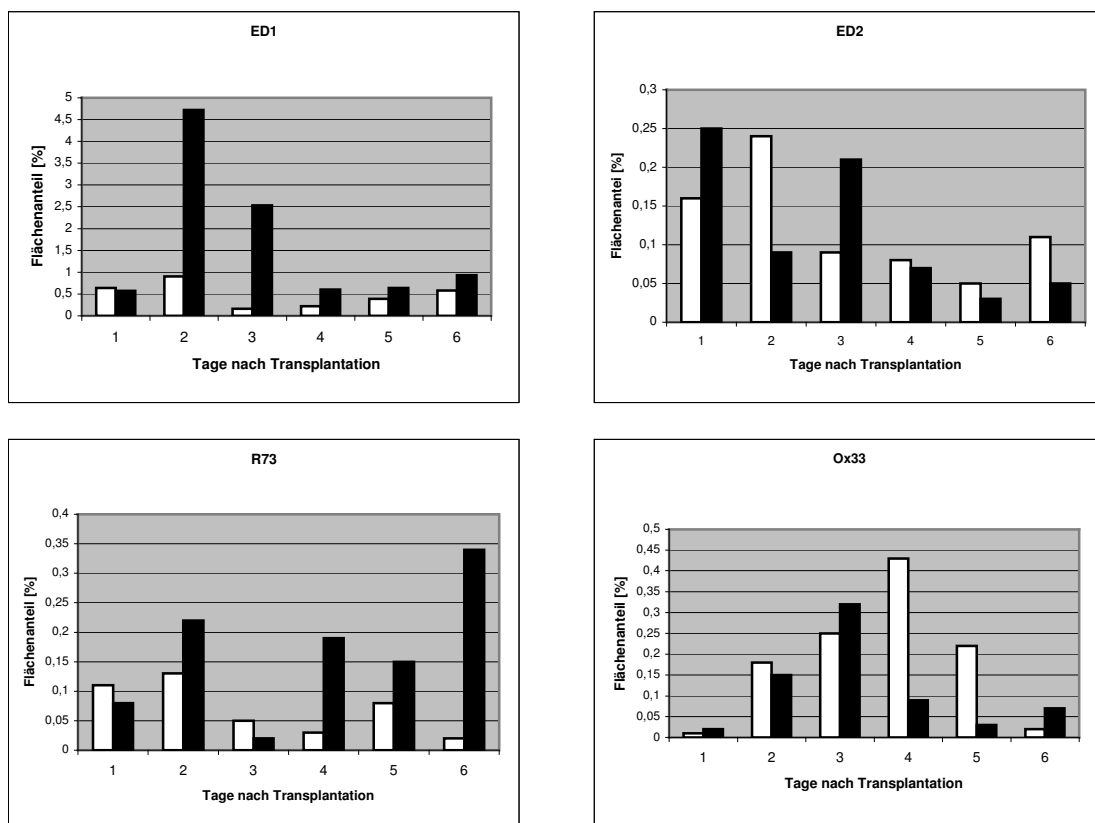 ED1
Flächenanteil [%]
5
4,5
4
3,5
3
2,5
2
1,5
1
0,5
0
1 2 3 4 5 6
Tage nach Transplantation
ED2
Flächenantei [%]
0,3
0,25
0,2
0,15
0,1
0,05
0
1 2 3 4 5 6
Tage nach Transplantation
R73
Flächenanteil [%]
0,4
0,35
0,3
0,25
0,2
0,15
0,1
0,05
0
1 2 3 4 5 6
Tage nach Transplantation
Ox33
Flächenanteil [%]
0,5
0,45
0,4
0,35
0,3
0,25
0,2
0,15
0,1
0,05
0
1 2 3 4 5 6
Tage nach Transplantation